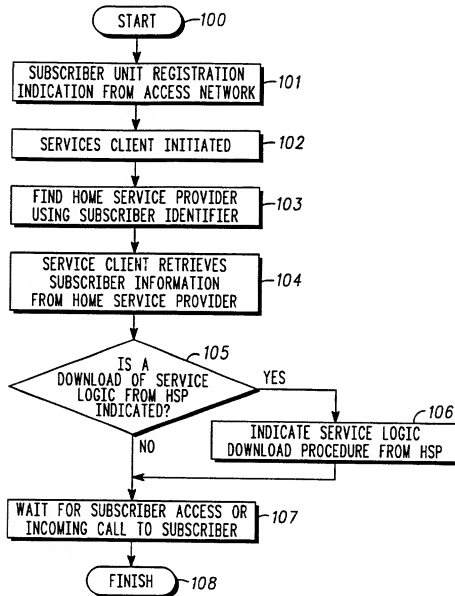 START
100
SUBSCRIBER UNIT REGISTRATION
INDICATION FROM ACCESS NETWORK
101
SERVICES CLIENT INITIATED
102
FIND HOME SERVICE PROVIDER
USING SUBSCRIBER IDENTIFIER
103
SERVICE CLIENT RETRIEVES
SUBSCRIBER INFORMATION
FROM HOME SERVICE PROVIDER
104
105
IS A
DOWNLOAD OF SERVICE
LOGIC FROM HSP
INDICATED?
YES
NO
106
INDICATE SERVICE LOGIC
DOWNLOAD PROCEDURE FROM HSP
WAIT FOR SUBSCRIBER ACCESS OR
INCOMING CALL TO SUBSCRIBER
107
FINISH
108